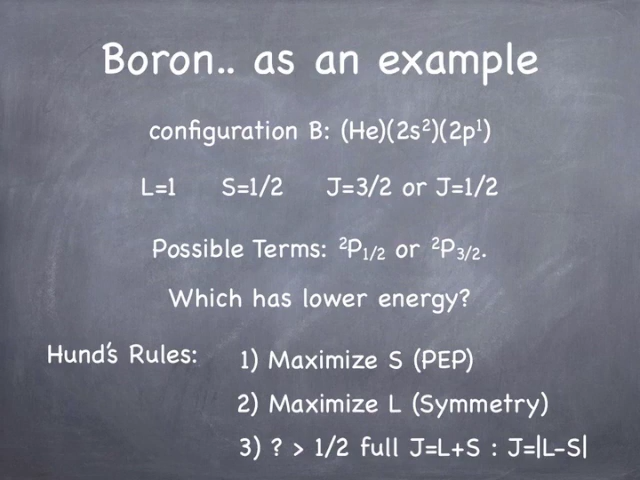 Boron.. as an example
configuration B: (He)(2s²)(2p¹)
L=1 S=1/2 J=3/2 or J=1/2
Possible Terms: ²P₁/₂ or ²P₃/₂.
Which has lower energy?
Hund's Rules: 1) Maximize S (PEP)
2) Maximize L (Symmetry)
3) ? > 1/2 full J=L+S : J=|L-S|